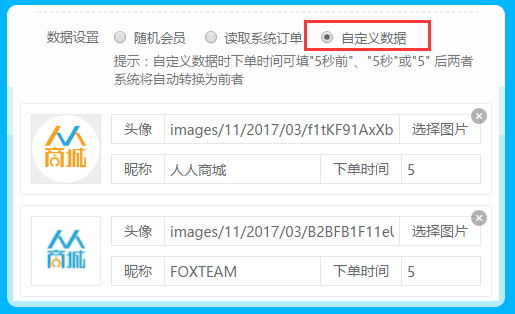 数据设置 随机会员 读取系统订单 自定义数据
提示：自定义数据时下单时间可填"5秒前"、"5秒"或"5" 后两者
系统将自动转换为前者
人人商城 头像 images/11/2017/03/f1tKF91AxXb 选择图片
昵称 人人商城 下单时间 5
人人商城 头像 images/11/2017/03/B2BFB1F11el 选择图片
昵称 FOXTEAM 下单时间 5